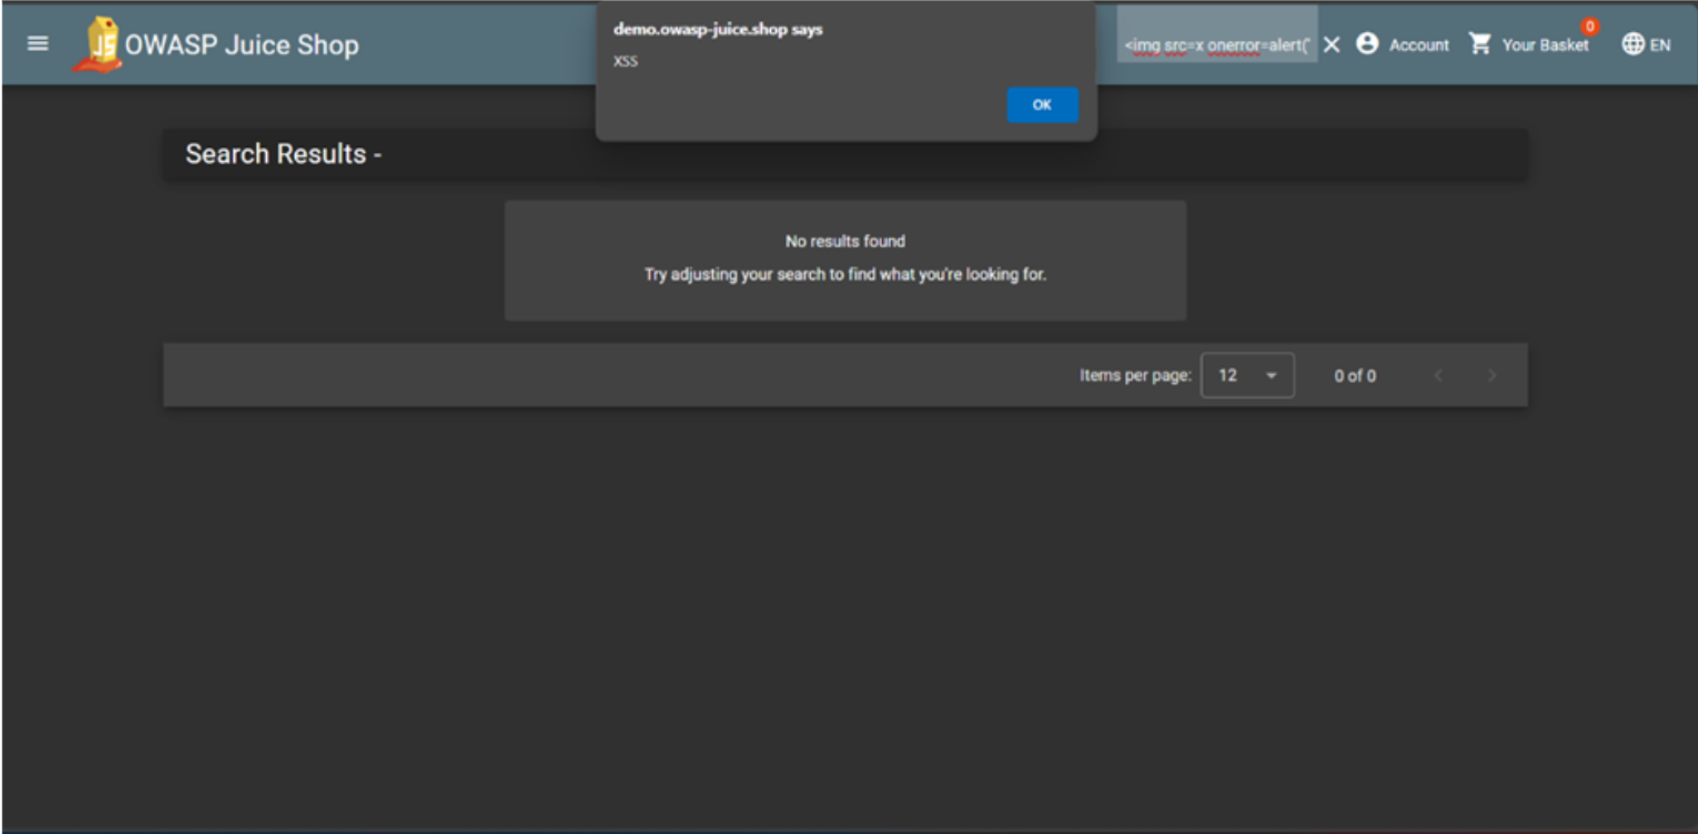 OWASP Juice Shop
demo.owasp-juice.shop says
XSS
OK
<img src=x onerror=alert("
Account
0
Your Basket
EN
Search Results -
No results found
Try adjusting your search to find what you're looking for.
Items per page: 12
0 of 0